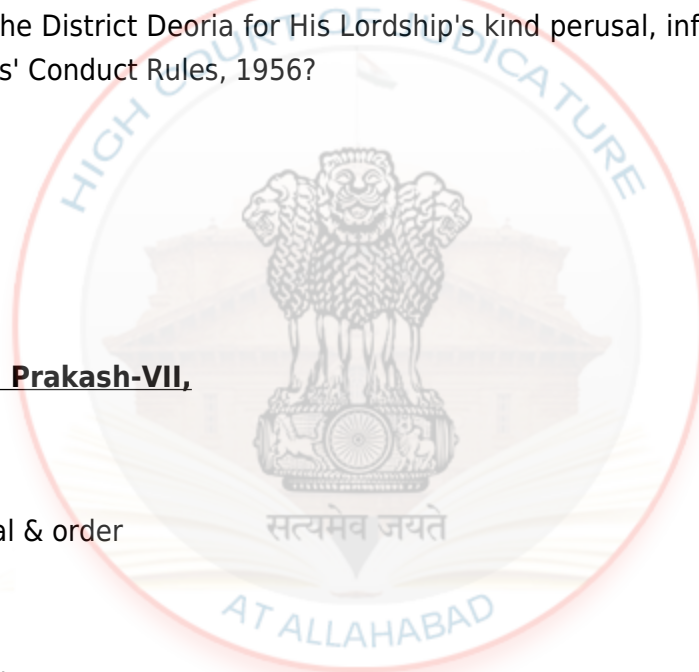 he District Deoria for His Lordship's kind perusal, inf
s' Conduct Rules, 1956?
HIGH COURT OF JUDICATURE
Prakash-VII,
al & order
सत्यमेव जयते
AT ALLAHABAD